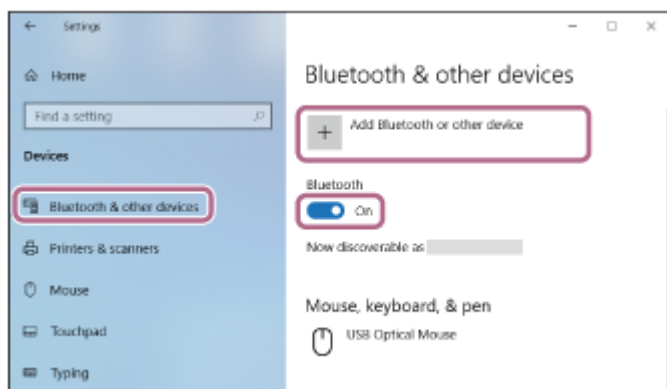 Settings
Home
Find a setting
Devices
Bluetooth & other devices
Printers & scanners
Mouse
Touchpad
Typing
Bluetooth & other devices
Add Bluetooth or other device
Bluetooth
On
Now discoverable as
Mouse, keyboard, & pen
USB Optical Mouse